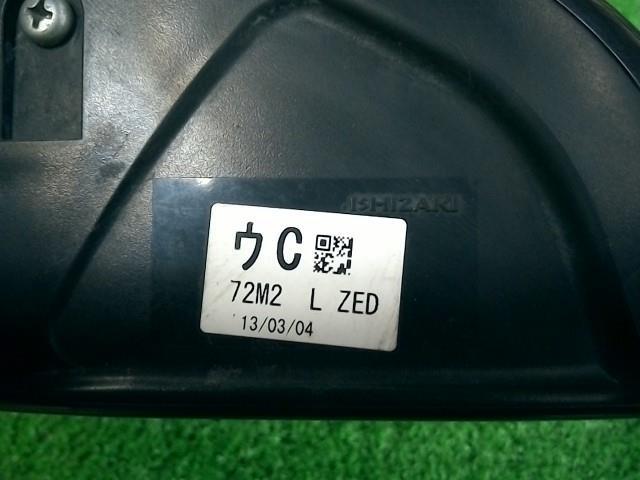 ISHIZAKI
ウC
72M2 L ZED
13/03/04